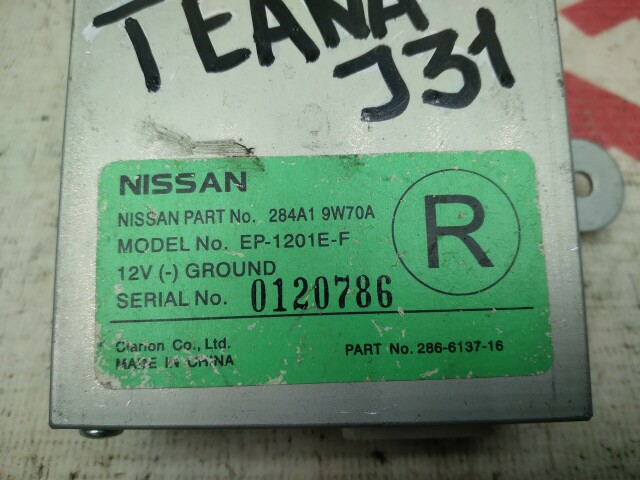 TEANA
J31
NISSAN
NISSAN PART No. 284A1 9W70A
MODEL No. EP-1201E-F
12V (-) GROUND
SERIAL No. 0120786
R
Clarion Co., Ltd.
MADE IN CHINA
PART No. 286-6137-16